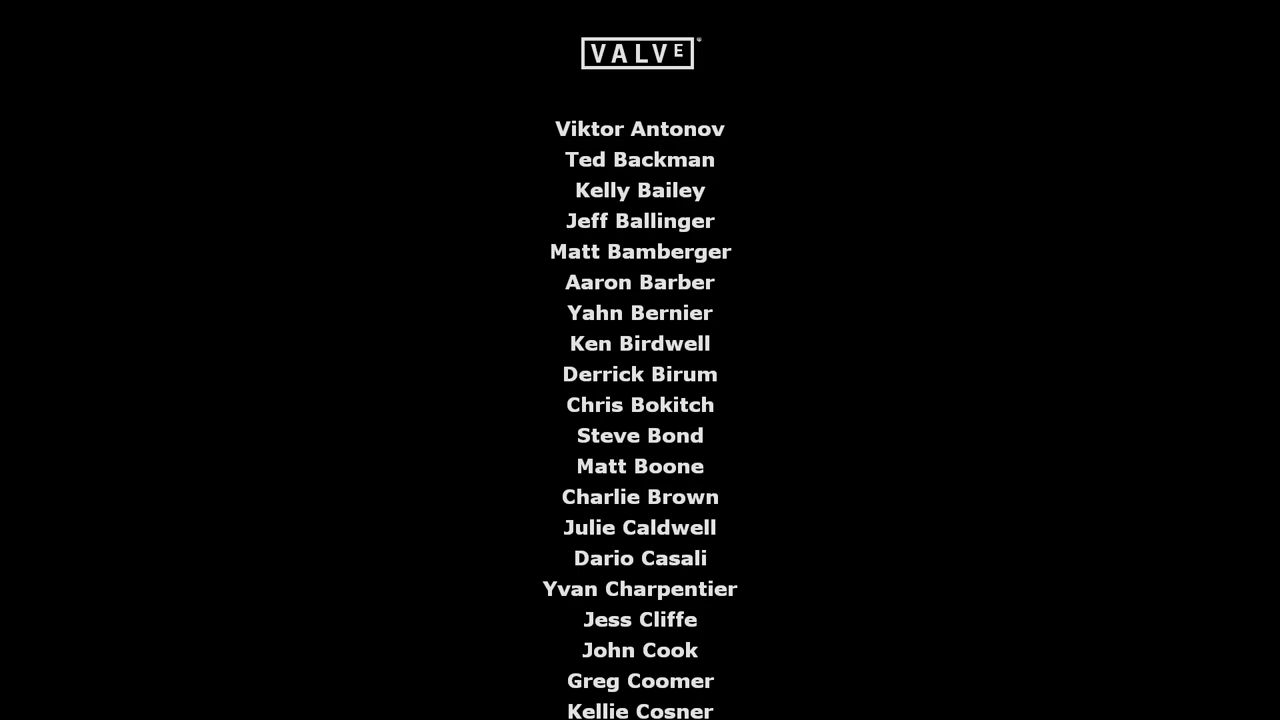 VALVE
Viktor Antonov
Ted Backman
Kelly Bailey
Jeff Ballinger
Matt Bamberger
Aaron Barber
Yahn Bernier
Ken Birdwell
Derrick Birum
Chris Bokitch
Steve Bond
Matt Boone
Charlie Brown
Julie Caldwell
Dario Casali
Yvan Charpentier
Jess Cliffe
John Cook
Greg Coomer
Kellie Cosner